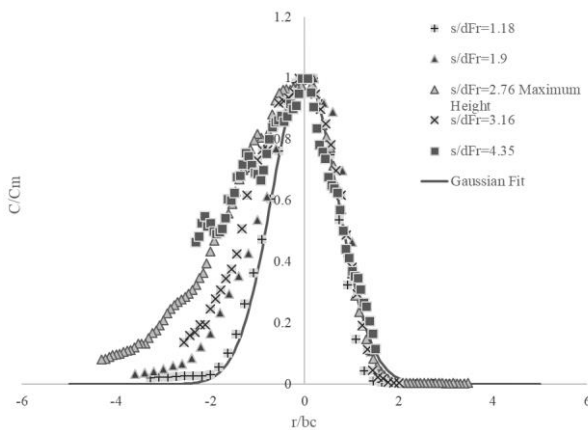 C/Cm
1.2
1
0.8
0.6
0.4
0.2
0
-6
-4
-2
0
2
4
6
r/bc
s/dFr=1.18
s/dFr=1.9
s/dFr=2.76 Maximum
Height
s/dFr=3.16
s/dFr=4.35
Gaussian Fit